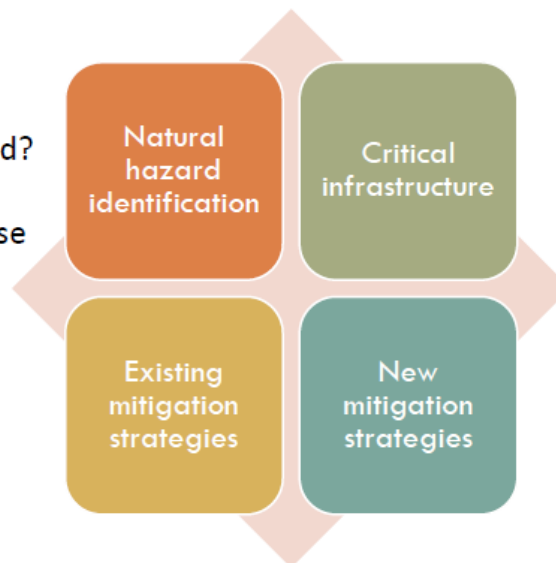 d?
se
Natural
hazard
identification
Critical
infrastructure
Existing
mitigation
strategies
New
mitigation
strategies